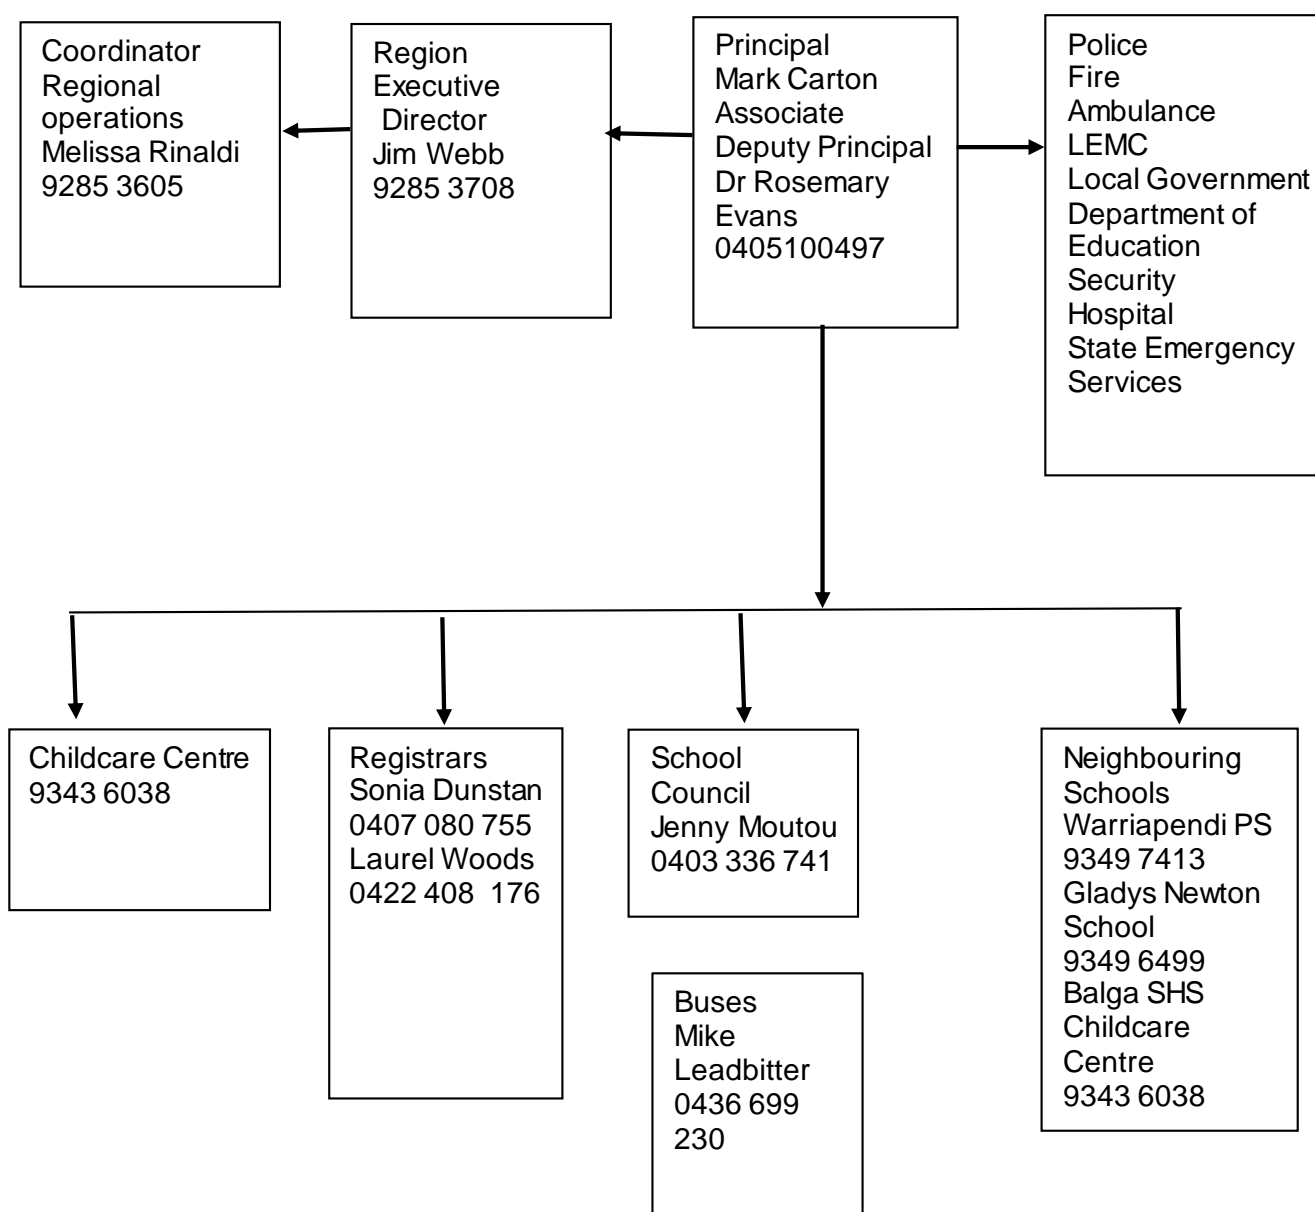 Coordinator
Regional
operations
Melissa Rinaldi
9285 3605
Region
Executive
Director
Jim Webb
9285 3708
Principal
Mark Carton
Associate
Deputy Principal
Dr Rosemary
Evans
0405100497
Police
Fire
Ambulance
LEMC
Local Government
Department of
Education
Security
Hospital
State Emergency
Services
Childcare Centre
9343 6038
Registrars
Sonia Dunstan
0407 080 755
Laurel Woods
0422 408 176
School
Council
Jenny Moutou
0403 336 741
Buses
Mike
Leadbitter
0436 699
230
Neighbouring
Schools
Warriapendi PS
9349 7413
Gladys Newton
School
9349 6499
Balga SHS
Childcare
Centre
9343 6038